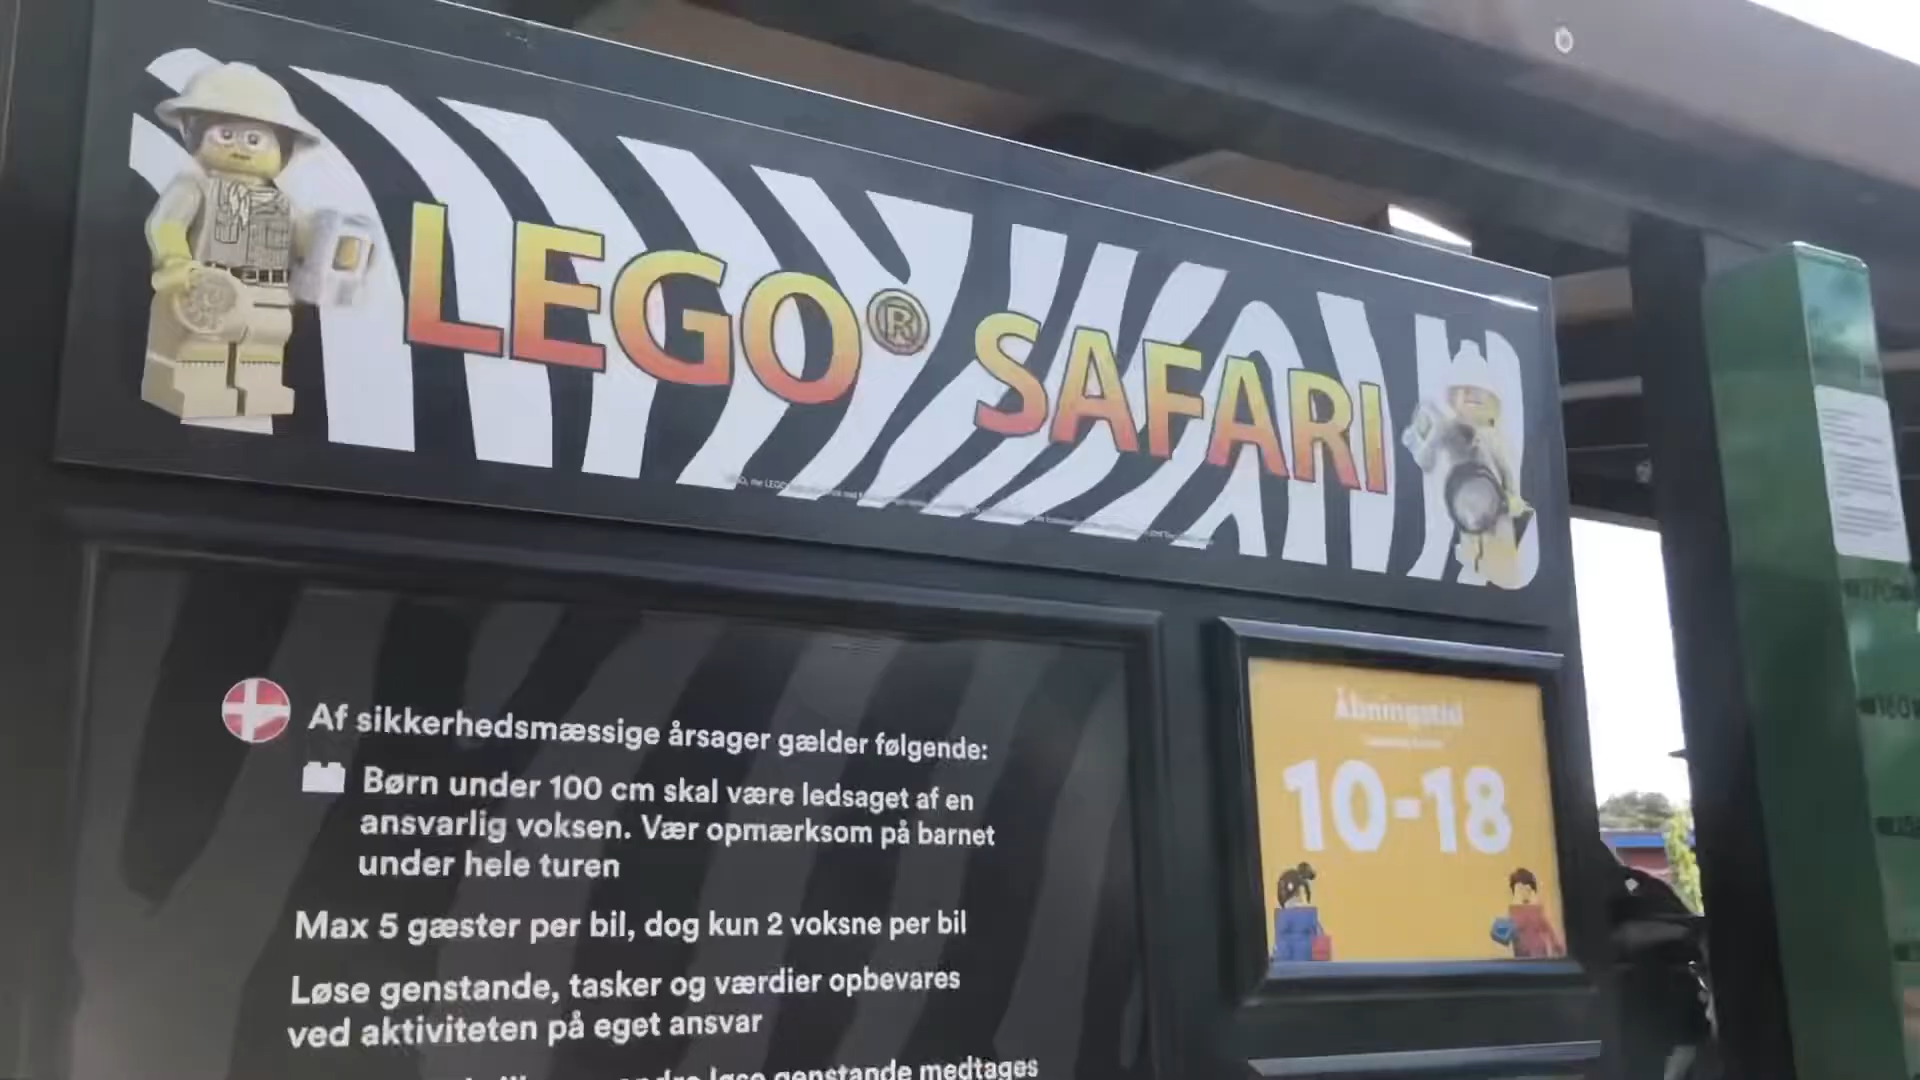 LEGO® SAFARI
Af sikkerhedsmæssige årsager gælder følgende:
Børn under 100 cm skal være ledsaget af en
ansvarlig voksen. Vær opmærksom på barnet
under hele turen
Max 5 gæster per bil, dog kun 2 voksne per bil
Løse genstande, tasker og værdier opbevares
ved aktiviteten på eget ansvar
løse genstande medtages
Åbningstid
10-18